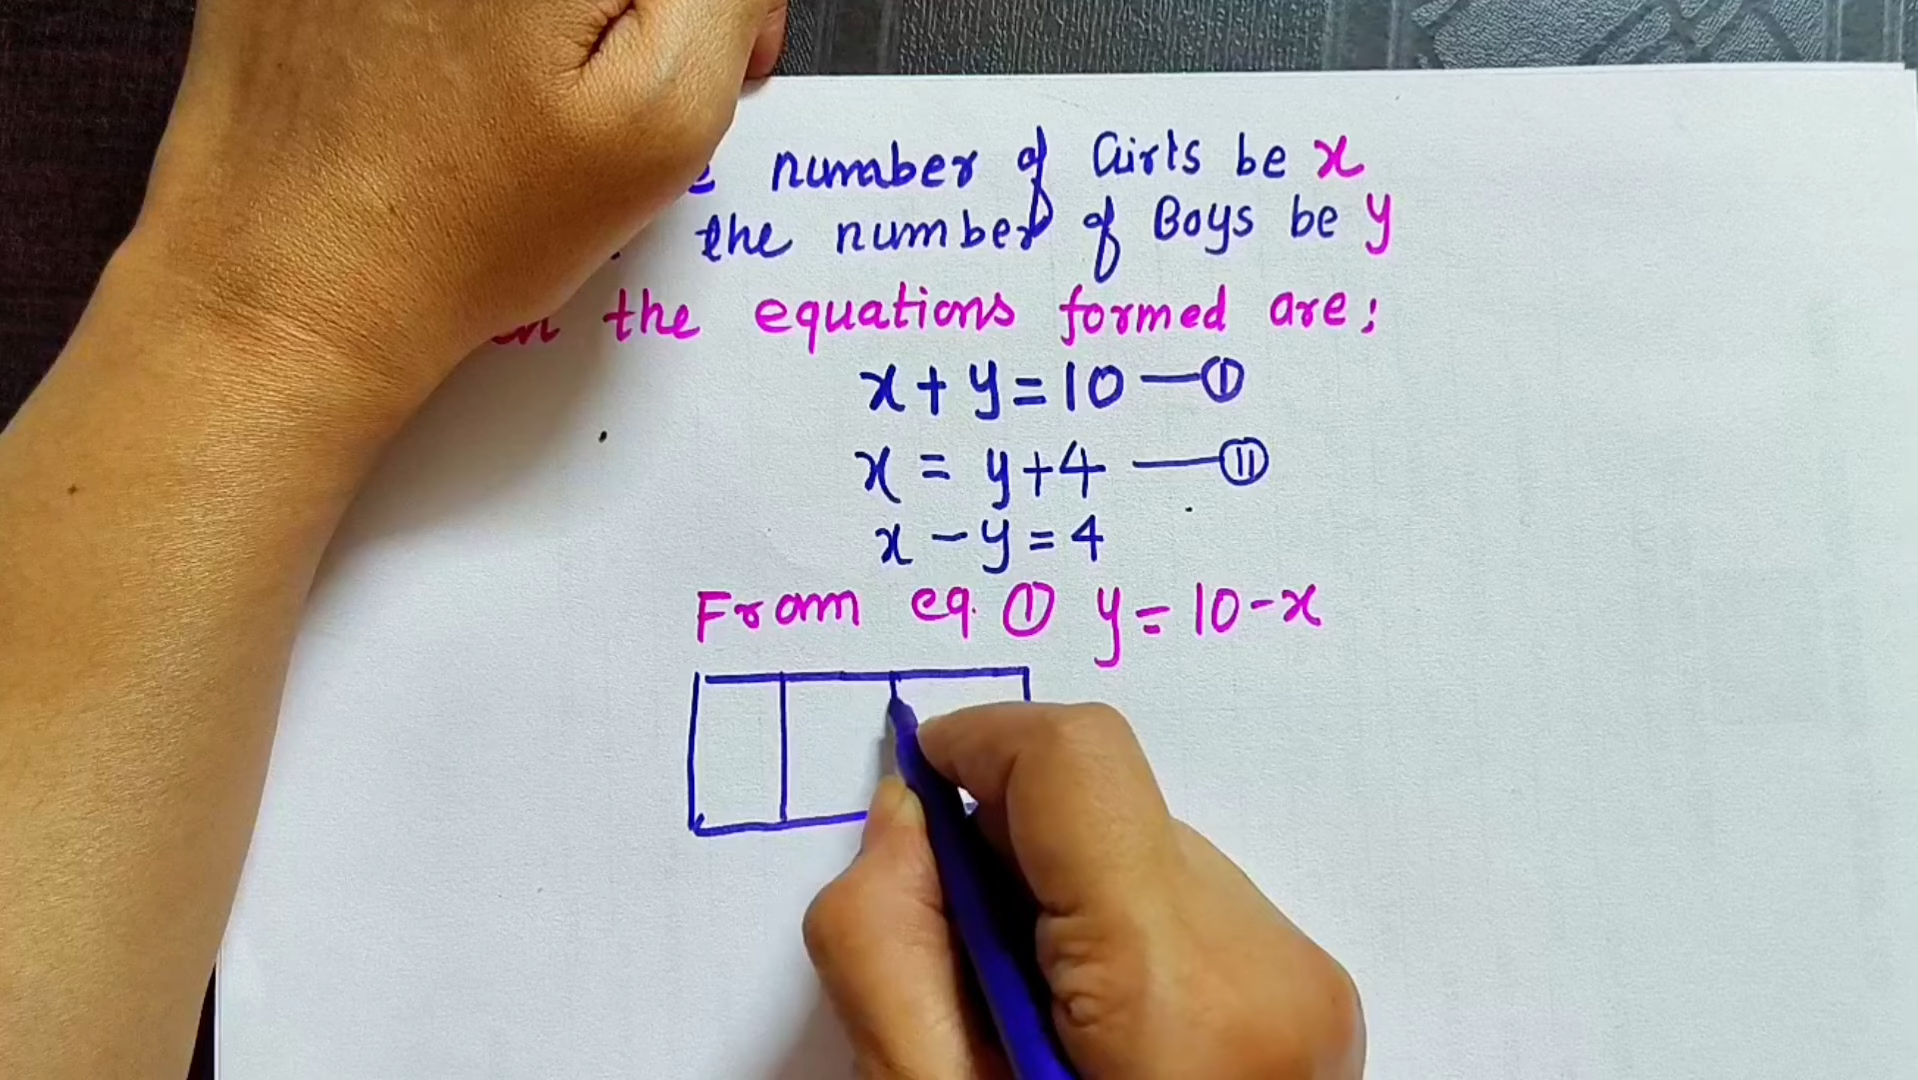 number of Girls be x
the number of Boys be y
the equations formed are;
x + y = 10 — ①
x = y + 4 — ⑪
x - y = 4
From eq. ① y = 10 - x